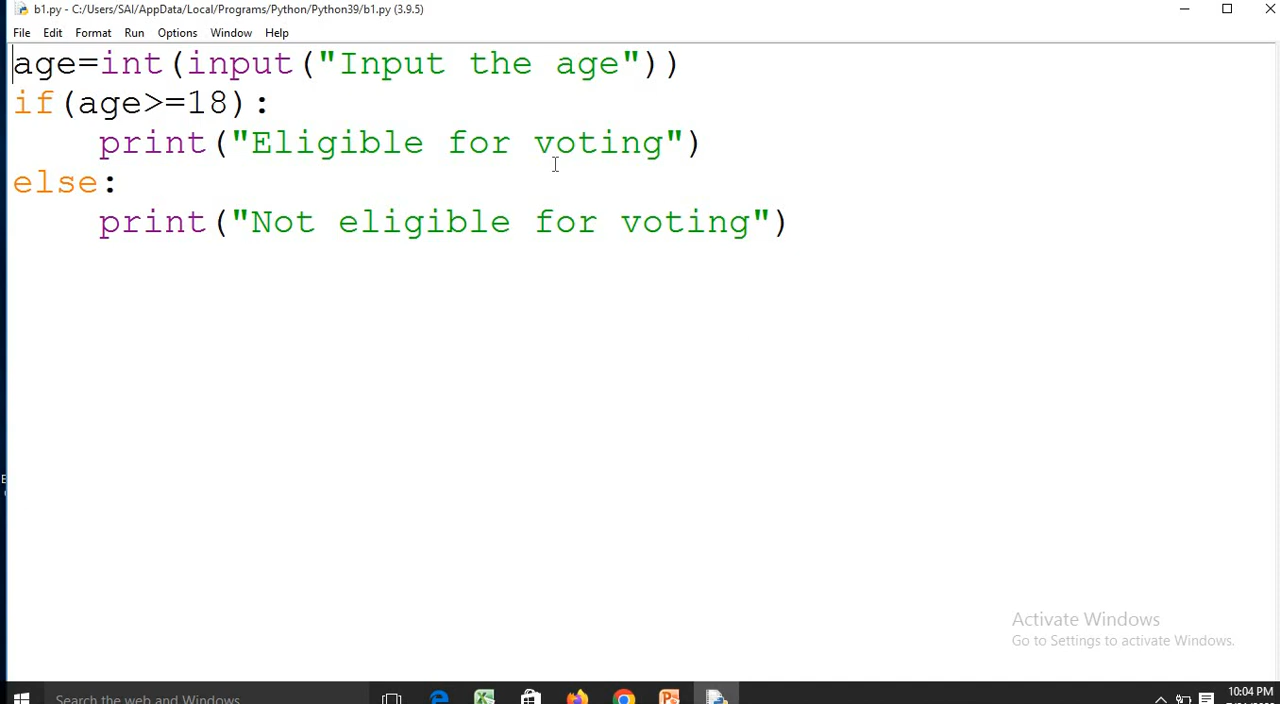 b1.py - C:/Users/SAI/AppData/Local/Programs/Python/Python39/b1.py (3.9.5)
File Edit Format Run Options Window Help
age=int(input("Input the age"))
if(age>=18):
    print("Eligible for voting")
else:
    print("Not eligible for voting")
Activate Windows
Go to Settings to activate Windows.
Search the web and Windows
10:04 PM